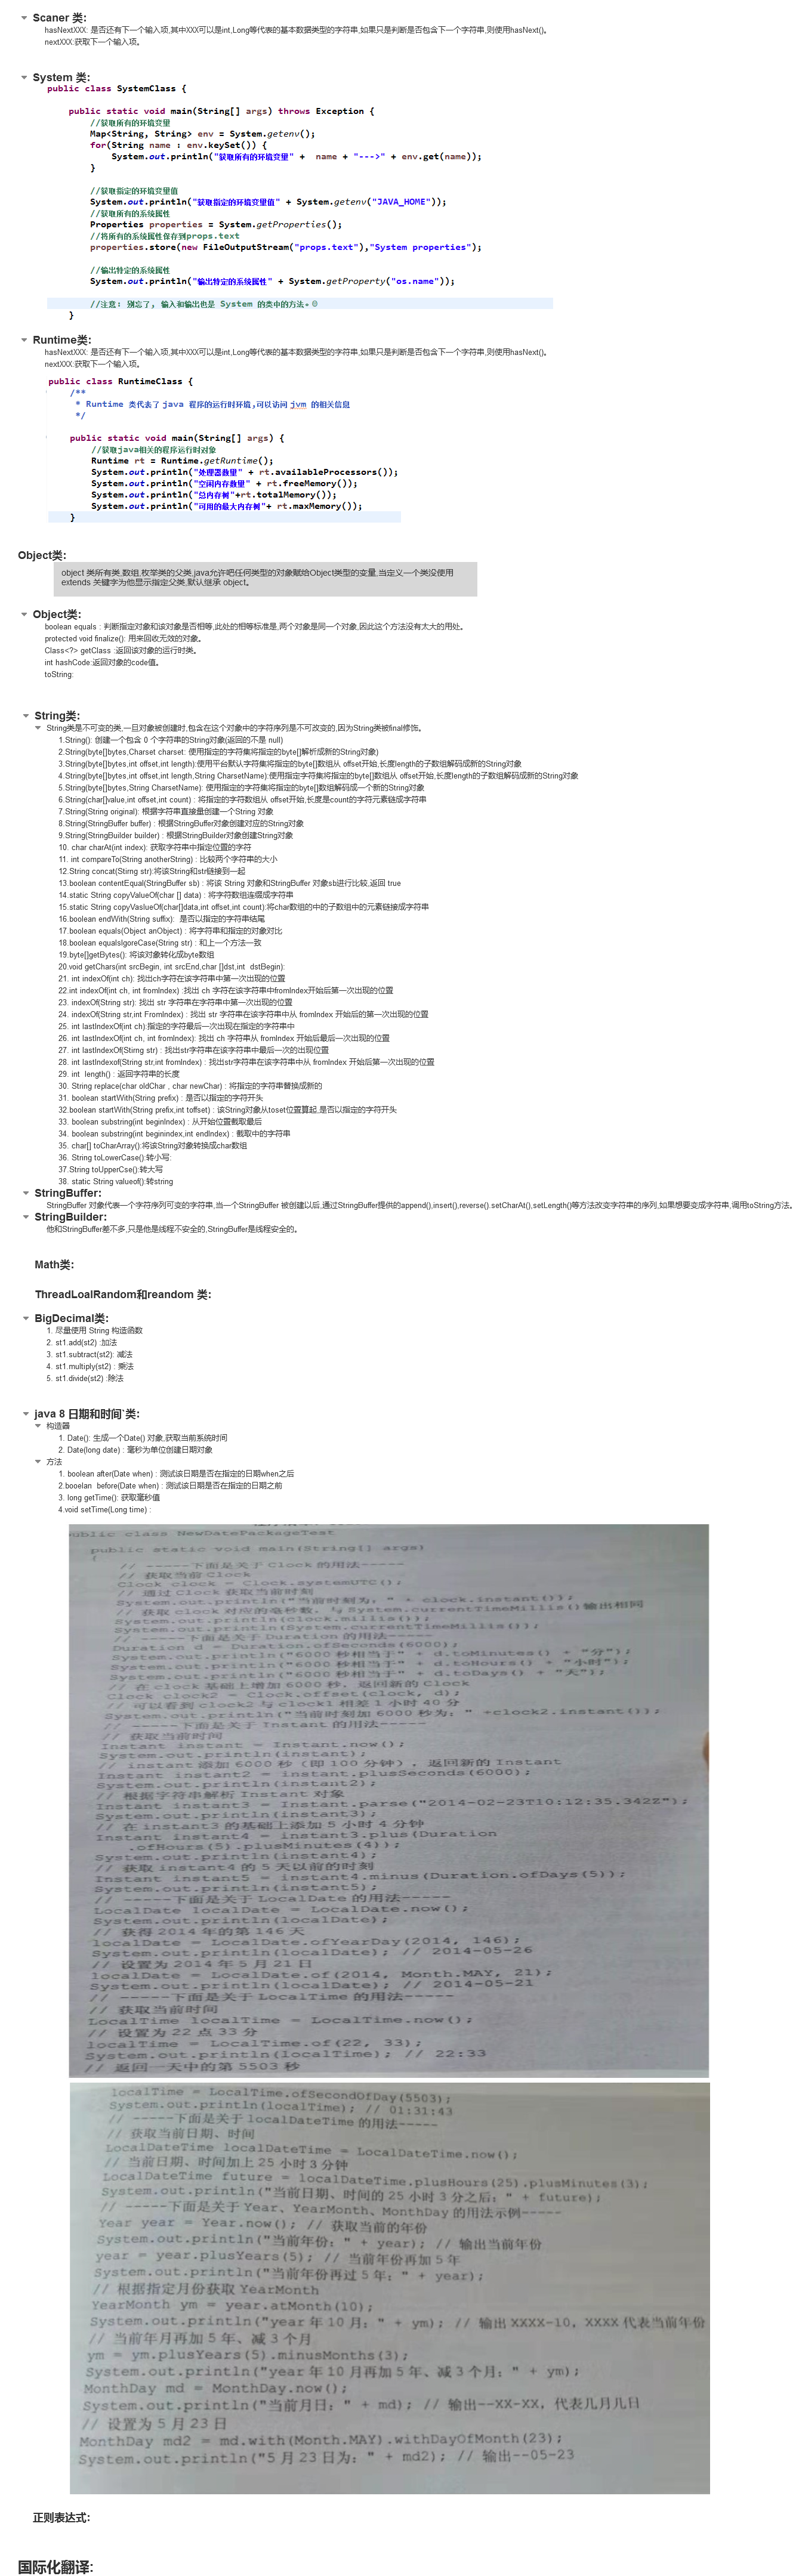 Scaner 类:
hasNextXXX: 是否还有下一个输入项,其中XXX可以是int,Long等代表的基本数据类型的字符串,如果只是判断是否包含下一个字符串,则使用hasNext()。
nextXXX:获取下一个输入项。
System 类:
public class SystemClass {
public static void main(String[] args) throws Exception {
//获取所有的环境变量
Map<String, String> env = System.getenv();
for(String name : env.keySet()) {
System.out.println("获取所有的环境变量" + name + "--->" + env.get(name));
}
//获取指定的环境变量值
System.out.println("获取指定的环境变量值" + System.getenv("JAVA_HOME"));
//获取所有的系统属性
Properties properties = System.getProperties();
//将所有的系统属性保存到props.text
properties.store(new FileOutputStream("props.text"),"System properties");
//输出特定的系统属性
System.out.println("输出特定的系统属性" + System.getProperty("os.name"));
//注意: 别忘了, 输入和输出也是 System 的类中的方法。
}
Runtime类:
hasNextXXX: 是否还有下一个输入项,其中XXX可以是int,Long等代表的基本数据类型的字符串,如果只是判断是否包含下一个字符串,则使用hasNext()。
nextXXX:获取下一个输入项。
public class RuntimeClass {
/**
* Runtime 类代表了 java 程序的运行时环境,可以访问 jvm 的相关信息
*/
public static void main(String[] args) {
//获取java相关的程序运行时对象
Runtime rt = Runtime.getRuntime();
System.out.println("处理器数量" + rt.availableProcessors());
System.out.println("空闲内存数量" + rt.freeMemory());
System.out.println("总内存树"+rt.totalMemory());
System.out.println("可用的最大内存树"+ rt.maxMemory());
}
Object类:
object 类所有类,数组,枚举类的父类,java允许吧任何类型的对象赋给Object类型的变量,当定义一个类没使用
extends 关键字为他显示指定父类,默认继承 object。
Object类:
boolean equals : 判断指定对象和该对象是否相等,此处的相等标准是,两个对象是同一个对象,因此这个方法没有太大的用处。
protected void finalize(): 用来回收无效的对象。
Class<?> getClass :返回该对象的运行时类。
int hashCode:返回对象的code值。
toString:
String类:
String类是不可变的类,一旦对象被创建时,包含在这个对象中的字符序列是不可改变的,因为String类被final修饰。
1.String(): 创建一个包含 0 个字符串的String对象(返回的不是 null)
2.String(byte[]bytes,Charset charset: 使用指定的字符集将指定的byte[]解析成新的String对象)
3.String(byte[]bytes,int offset,int length):使用平台默认字符集将指定的byte[]数组从 offset开始,长度length的子数组解码成新的String对象
4.String(byte[]bytes,int offset,int length,String CharsetName):使用指定字符集将指定的byte[]数组从 offset开始,长度length的子数组解码成新的String对象
5.String(byte[]bytes,String CharsetName): 使用指定的字符集将指定的byte[]数组解码成一个新的String对象
6.String(char[]value,int offset,int count) : 将指定的字符数组从 offset开始,长度是count的字符元素链成字符串
7.String(String original): 根据字符串直接量创建一个String 对象
8.String(StringBuffer buffer) : 根据StringBuffer对象创建对应的String对象
9.String(StringBuilder builder) : 根据StringBuilder对象创建String对象
10. char charAt(int index): 获取字符串中指定位置的字符
11. int compareTo(String anotherString) : 比较两个字符串的大小
12.String concat(Stirng str):将该String和str链接到一起
13.boolean contentEqual(StringBuffer sb) : 将该 String 对象和StringBuffer 对象sb进行比较,返回 true
14.static String copyValueOf(char [] data) : 将字符数组连缀成字符串
15.static String copyVaslueOf(char[]data,int offset,int count):将char数组的中的子数组中的元素链接成字符串
16.boolean endWith(String suffix): 是否以指定的字符串结尾
17.boolean equals(Object anObject) : 将字符串和指定的对象对比
18.boolean equalsIgoreCase(String str) : 和上一个方法一致
19.byte[]getBytes(): 将该对象转化成byte数组
20.void getChars(int srcBegin, int srcEnd,char []dst,int dstBegin):
21. int indexOf(int ch): 找出ch字符在该字符串中第一次出现的位置
22.int indexOf(int ch, int fromIndex) :找出 ch 字符在该字符串中fromIndex开始后第一次出现的位置
23. indexOf(String str): 找出 str 字符串在字符串中第一次出现的位置
24. indexOf(String str,int FromIndex) : 找出 str 字符串在该字符串中从 fromIndex 开始后的第一次出现的位置
25. int lastIndexOf(int ch):指定的字符最后一次出现在指定的字符串中
26. int lastIndexOf(int ch, int fromIndex): 找出 ch 字符串从 fromIndex 开始后最后一次出现的位置
27. int lastIndexOf(Stirng str) : 找出str字符串在该字符串中最后一次的出现位置
28. int lastIndexof(String str,int fromIndex) : 找出str字符串在该字符串中从 fromIndex 开始后第一次出现的位置
29. int length() : 返回字符串的长度
30. String replace(char oldChar , char newChar) : 将指定的字符串替换成新的
31. boolean startWith(String prefix) : 是否以指定的字符开头
32.boolean startWith(String prefix,int toffset) : 该String对象从toset位置算起,是否以指定的字符开头
33. boolean substring(int beginIndex) : 从开始位置截取最后
34. boolean substring(int beginindex,int endIndex) : 截取中的字符串
35. char[] toCharArray():将该String对象转换成char数组
36. String toLowerCase():转小写:
37.String toUpperCse():转大写
38. static String valueof():转string
StringBuffer:
StringBuffer 对象代表一个字符序列可变的字符串,当一个StringBuffer 被创建以后,通过StringBuffer提供的append(),insert(),reverse().setCharAt(),setLength()等方法改变字符串的序列,如果想要变成字符串,调用toString方法。
StringBuilder:
他和StringBuffer差不多,只是他是线程不安全的,StringBuffer是线程安全的。
Math类:
ThreadLoalRandom和reandom 类:
BigDecimal类:
1. 尽量使用 String 构造函数
2. st1.add(st2) :加法
3. st1.subtract(st2): 减法
4. st1.multiply(st2) : 乘法
5. st1.divide(st2) :除法
java 8 日期和时间`类:
构造器
1. Date(): 生成一个Date() 对象,获取当前系统时间
2. Date(long date) : 毫秒为单位创建日期对象
方法
1. boolean after(Date when) : 测试该日期是否在指定的日期when之后
2.booelan before(Date when) : 测试该日期是否在指定的日期之前
3. long getTime(): 获取毫秒值
4.void setTime(Long time) :
public class NewDatePackageTest
public static void main(String[] args)
{
// -----下面是关于 Clock 的用法-----
// 获取当前 Clock
Clock clock = Clock.systemUTC();
// 通过 Clock 获取当前时刻
System.out.println("当前时刻为: " + clock.instant());
// 获取 clock 对应的毫秒数, 与 System.currentTimeMillis()输出相同
System.out.println(clock.millis());
System.out.println(System.currentTimeMillis());
// -----下面是关于 Duration 的用法-----
Duration d = Duration.ofSeconds(6000);
System.out.println("6000 秒相当于" + d.toMinutes() + "分");
System.out.println("6000 秒相当于" + d.toHours() + "小时");
System.out.println("6000 秒相当于" + d.toDays() + "天");
// 在 clock 基础上增加 6000 秒, 返回新的 Clock
Clock clock2 = Clock.offset(clock, d);
// 可以看到 clock2 与 clock1 相差 1 小时 40 分
System.out.println("当前时刻加 6000 秒为: " +clock2.instant());
// -----下面是关于 Instant 的用法-----
// 获取当前时间
Instant instant = Instant.now();
System.out.println(instant);
// instant 添加 6000 秒 (即 100 分钟), 返回新的 Instant
Instant instant2 = instant.plusSeconds(6000);
System.out.println(instant2);
// 根据字符串解析 Instant 对象
Instant instant3 = Instant.parse("2014-02-23T10:12:35.342Z");
System.out.println(instant3);
// 在 instant3 的基础上添加 5 小时 4 分钟
Instant instant4 = instant3.plus(Duration
.ofHours(5).plusMinutes(4));
System.out.println(instant4);
// 获取 instant4 的 5 天以前的时刻
Instant instant5 = instant4.minus(Duration.ofDays(5));
System.out.println(instant5);
// -----下面是关于 LocalDate 的用法-----
LocalDate localDate = LocalDate.now();
System.out.println(localDate);
// 获得 2014 年的第 146 天
localDate = LocalDate.ofYearDay(2014, 146);
System.out.println(localDate); // 2014-05-26
// 设置为 2014 年 5 月 21 日
localDate = LocalDate.of(2014, Month.MAY, 21);
System.out.println(localDate); // 2014-05-21
// -----下面是关于 LocalTime 的用法-----
// 获取当前时间
LocalTime localTime = LocalTime.now();
// 设置为 22 点 33 分
localTime = LocalTime.of(22, 33);
System.out.println(localTime); // 22:33
// 返回一天中的第 5503 秒
localTime = LocalTime.ofSecondOfDay(5503);
System.out.println(localTime); // 01:31:43
// -----下面是关于 localDateTime 的用法-----
// 获取当前日期、时间
LocalDateTime localDateTime = LocalDateTime.now();
// 当前日期、时间加上 25 小时 3 分钟
LocalDateTime future = localDateTime.plusHours(25).plusMinutes(3);
System.out.println("当前日期、时间的 25 小时 3 分之后: " + future);
// -----下面是关于 Year、YearMonth、MonthDay 的用法示例-----
Year year = Year.now(); // 获取当前的年份
System.out.println("当前年份: " + year); // 输出当前年份
year = year.plusYears(5); // 当前年份再加 5 年
System.out.println("当前年份再过 5 年: " + year);
// 根据指定月份获取 YearMonth
YearMonth ym = year.atMonth(10);
System.out.println("year 年 10 月: " + ym); // 输出 XXXX-10, XXXX 代表当前年份
// 当前年月再加 5 年、减 3 个月
ym = ym.plusYears(5).minusMonths(3);
System.out.println("year 年 10 月再加 5 年、减 3 个月: " + ym);
MonthDay md = MonthDay.now();
System.out.println("当前月日: " + md); // 输出--XX-XX, 代表几月几日
// 设置为 5 月 23 日
MonthDay md2 = md.with(Month.MAY).withDayOfMonth(23);
System.out.println("5 月 23 日为: " + md2); // 输出--05-23
正则表达式:
国际化翻译: